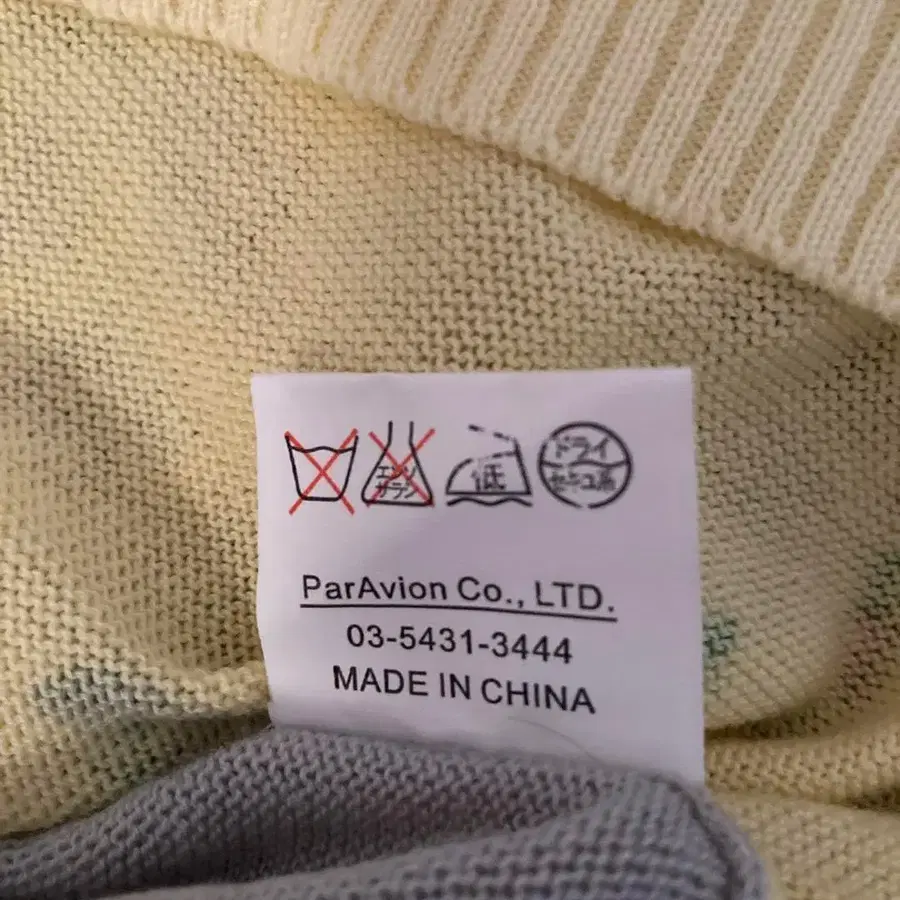 エンソ
サラシ
低
ドライ
セキユ系
ParAvion Co., LTD.
03-5431-3444
MADE IN CHINA